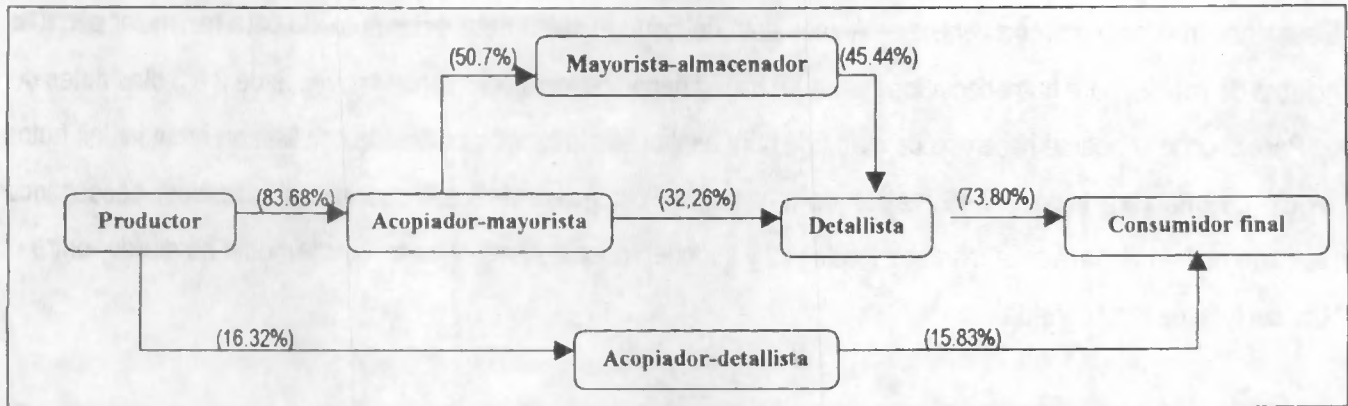 (50.7%) Mayorista-almacenador (45.44%)
Productor (83.68%) Acopiador-mayorista (32.26%) Detallista (73.80%) Consumidor final
(16.32%) Acopiador-detallista (15.83%)